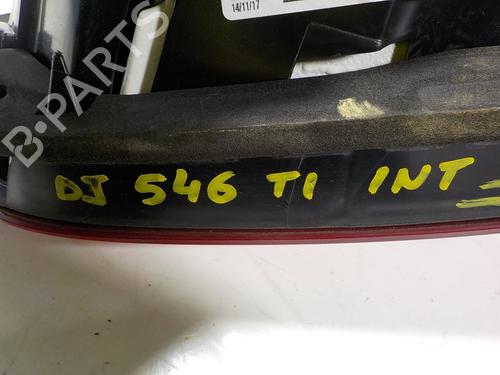 14/11/17
B-PARTS
DJ 546 TI INT